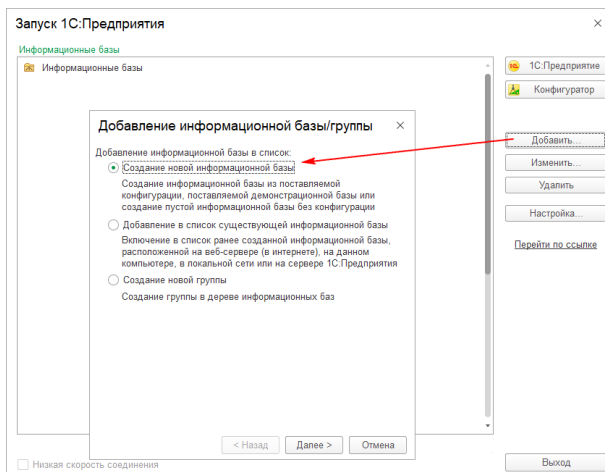 Запуск 1С:Предприятия
Информационные базы
Информационные базы
1С:Предприятие
Конфигуратор
Добавить...
Изменить...
Удалить
Настройка...
Перейти по ссылке
Добавление информационной базы/группы
Добавление информационной базы в список:
Создание новой информационной базы
Создание информационной базы из поставляемой
конфигурации, поставляемой демонстрационной базы или
создание пустой информационной базы без конфигурации
Добавление в список существующей информационной базы
Включение в список ранее созданной информационной базы,
расположенной на веб-сервере (в интернете), на данном
компьютере, в локальной сети или на сервере 1С:Предприятия
Создание новой группы
Создание группы в дереве информационных баз
< Назад Далее > Отмена
Низкая скорость соединения
Выход